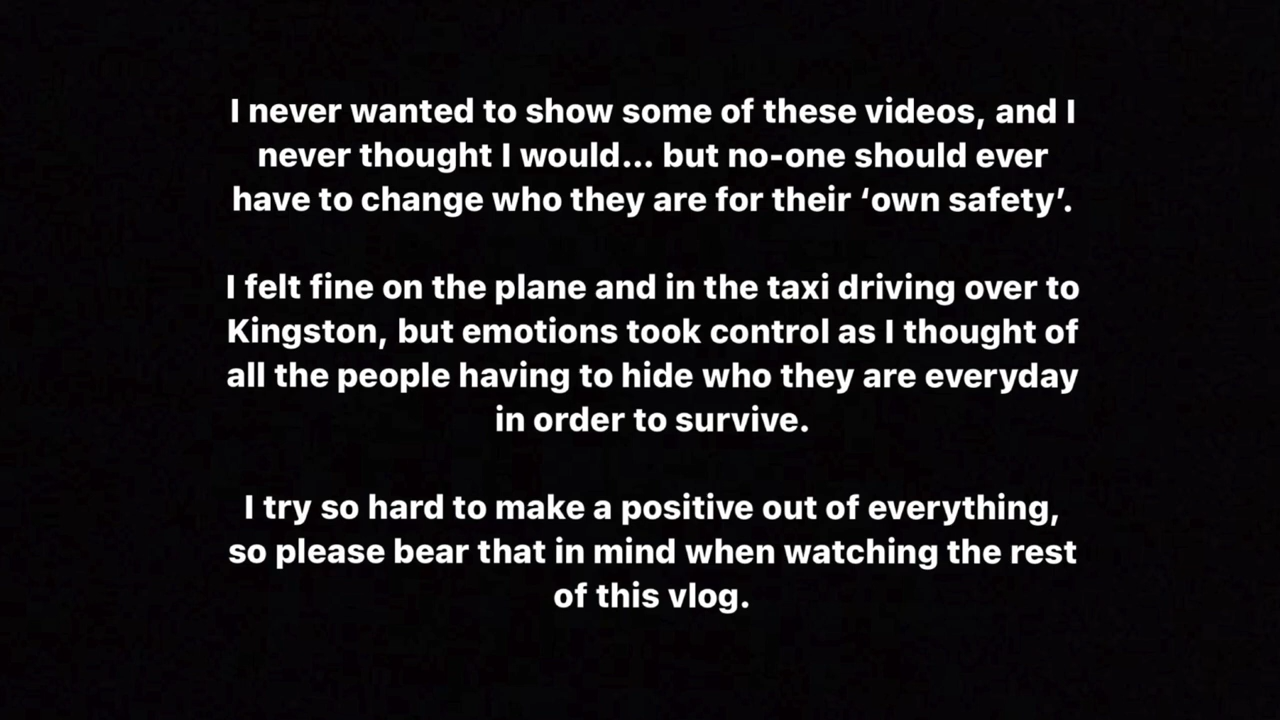 I never wanted to show some of these videos, and I
never thought I would... but no-one should ever
have to change who they are for their ‘own safety’.
I felt fine on the plane and in the taxi driving over to
Kingston, but emotions took control as I thought of
all the people having to hide who they are everyday
in order to survive.
I try so hard to make a positive out of everything,
so please bear that in mind when watching the rest
of this vlog.